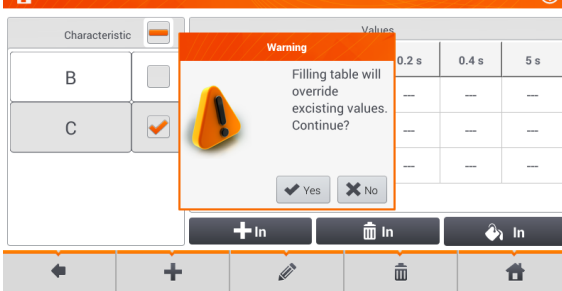 Characteristic
Values
Warning
0.2 s 0.4 s 5 s
B
C
Filling table will
override
excisting values.
Continue?
--- --- ---
--- --- ---
--- --- ---
Yes No
In In In